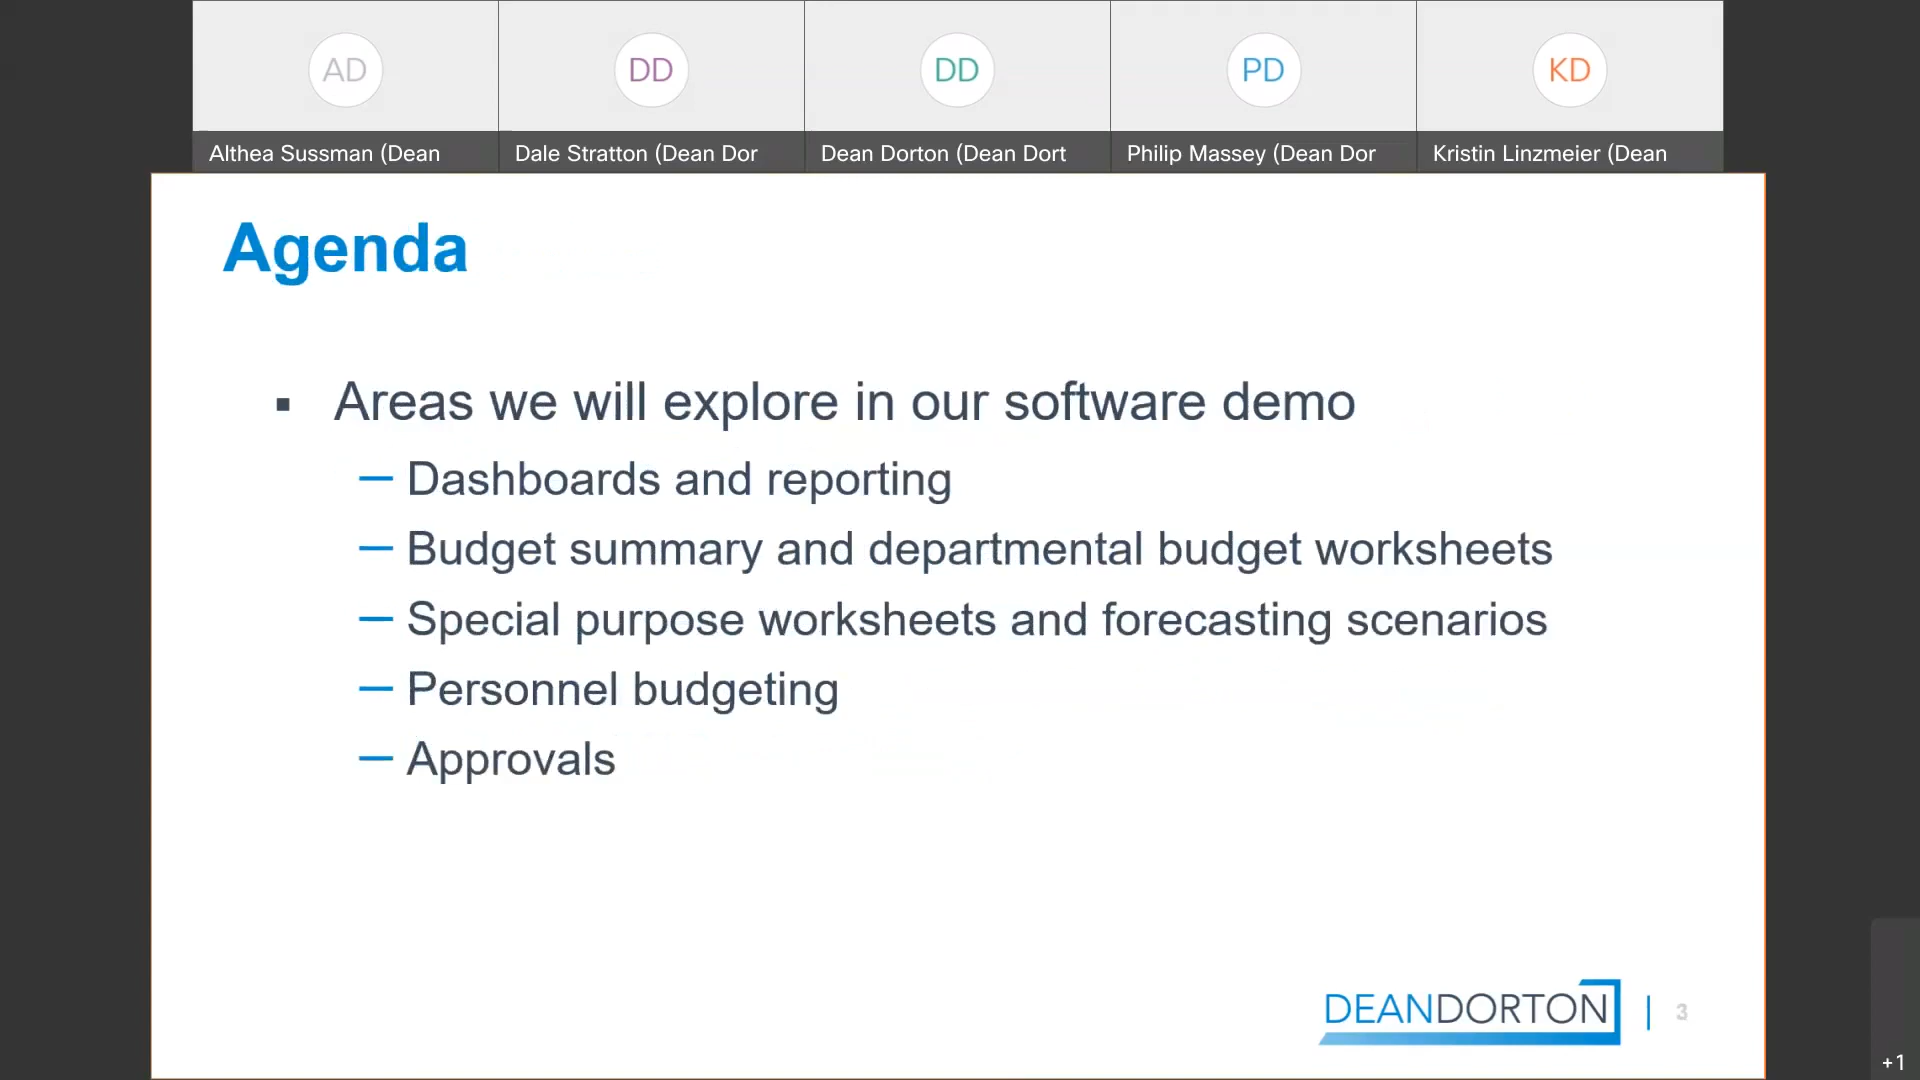 AD
DD
DD
PD
KD
Althea Sussman (Dean
Dale Stratton (Dean Dor
Dean Dorton (Dean Dort
Philip Massey (Dean Dor
Kristin Linzmeier (Dean
Agenda
▪ Areas we will explore in our software demo
— Dashboards and reporting
— Budget summary and departmental budget worksheets
— Special purpose worksheets and forecasting scenarios
— Personnel budgeting
— Approvals
DEANDORTON | 3
+1